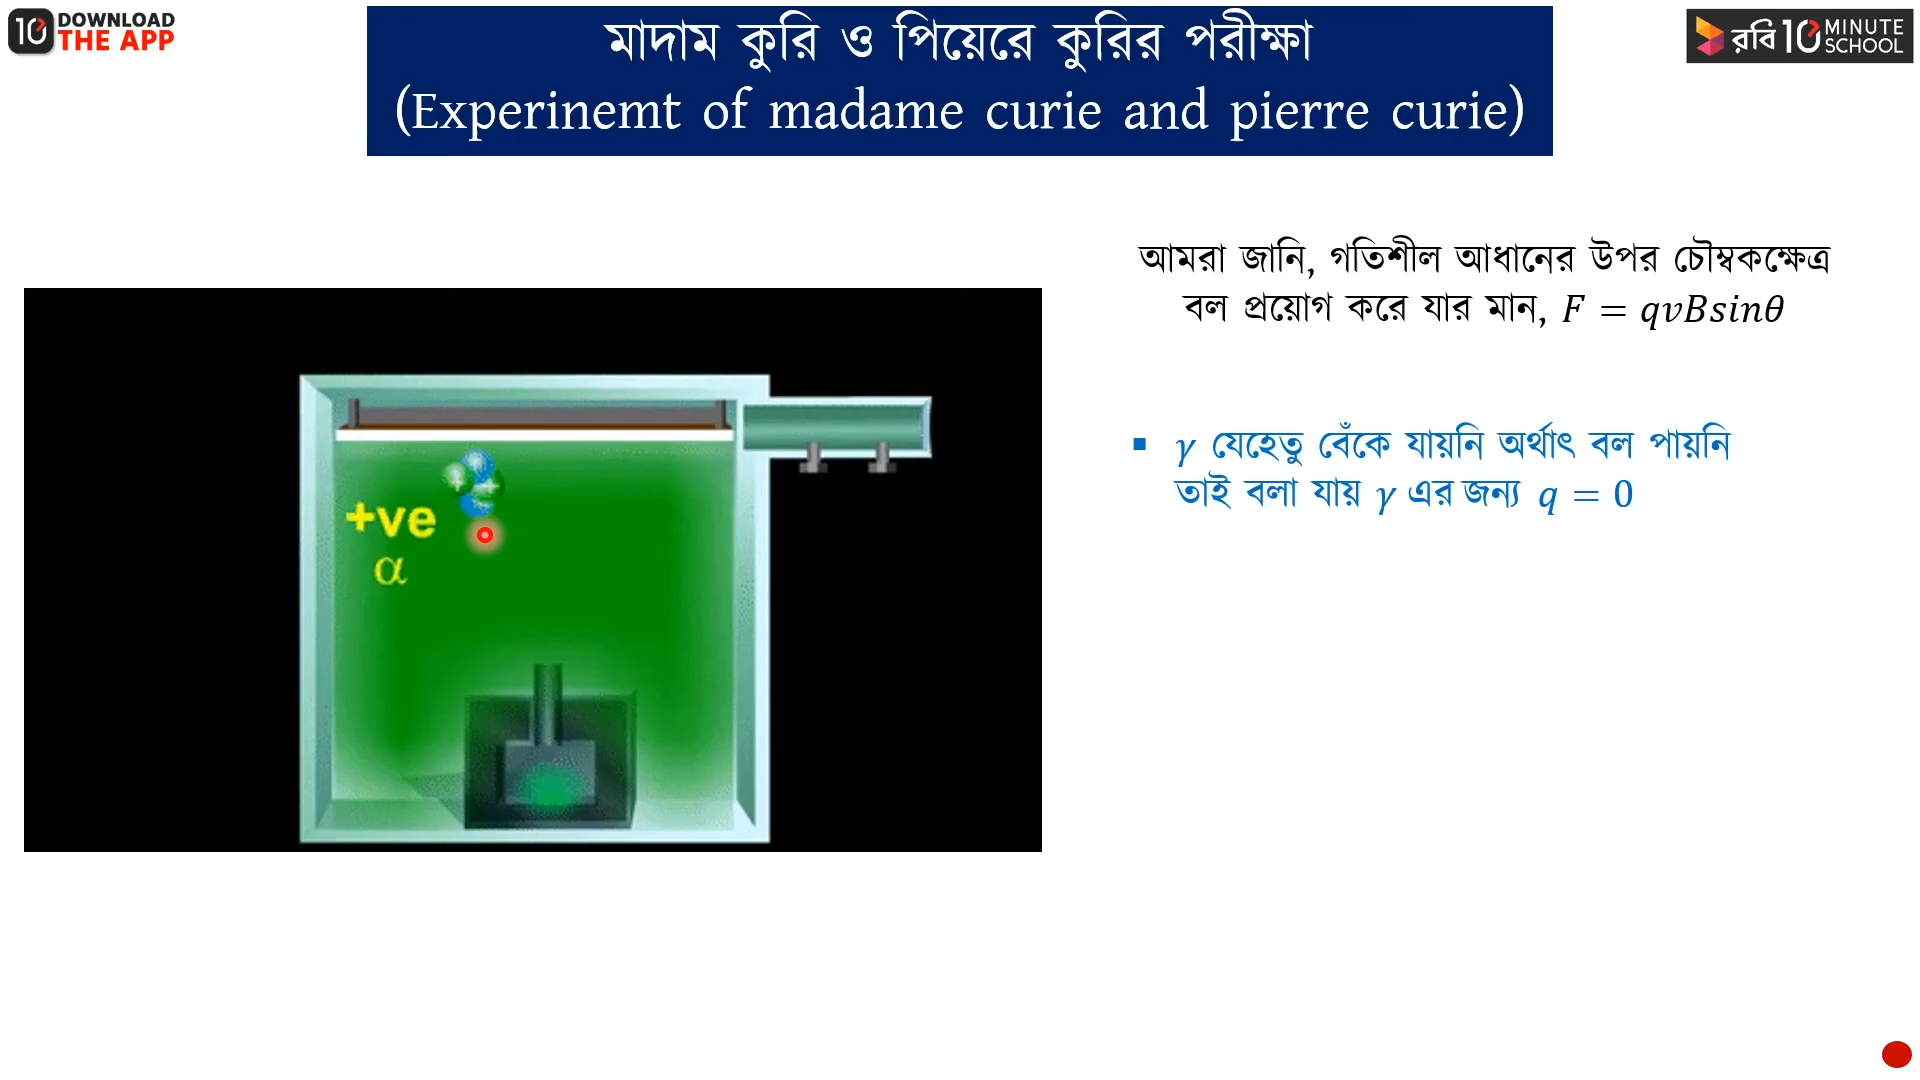 DOWNLOAD
THE APP
মাদাম কুরি ও পিয়েরে কুরির পরীক্ষা
(Experinemt of madame curie and pierre curie)
রবি 10 MINUTE SCHOOL
আমরা জানি, গতিশীল আধানের উপর চৌম্বকক্ষেত্র
বল প্রয়োগ করে যার মান, F = qvBsinθ
▪ γ যেহেতু বেঁকে যায়নি অর্থাৎ বল পায়নি
তাই বলা যায় γ এর জন্য q = 0
+ve
α